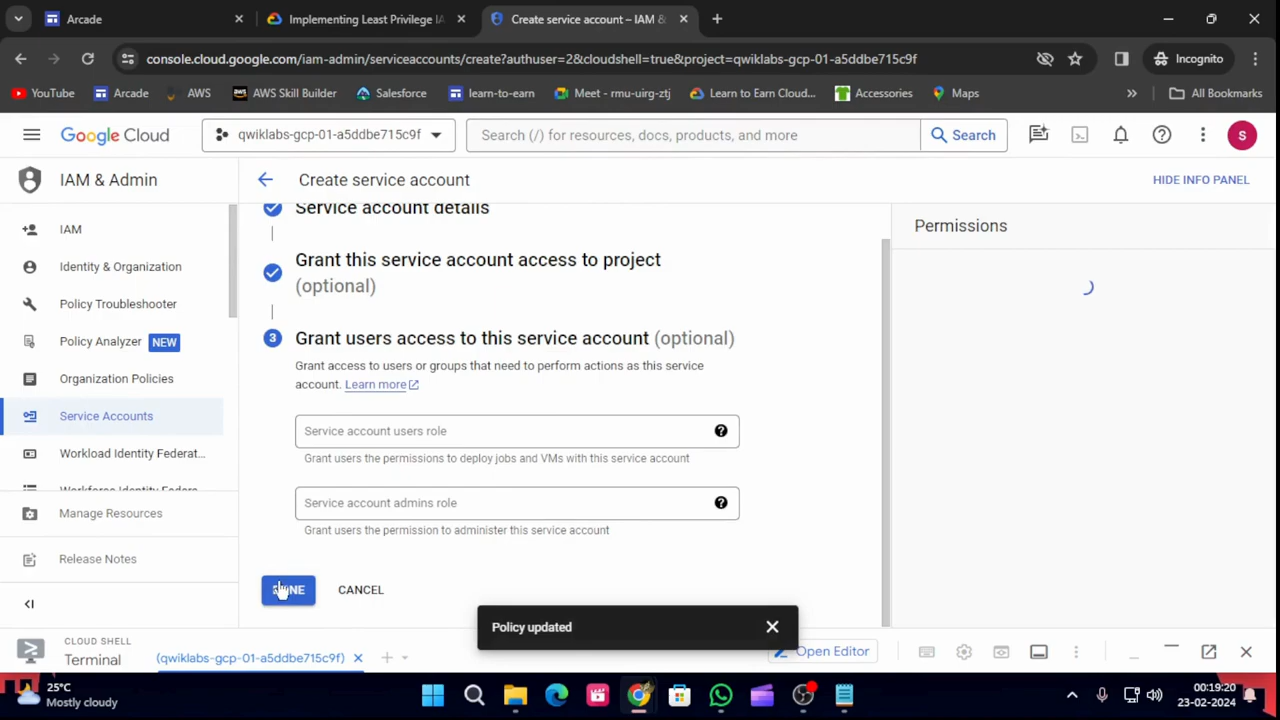 Arcade
Implementing Least Privilege IA
Create service account – IAM &
console.cloud.google.com/iam-admin/serviceaccounts/create?authuser=2&cloudshell=true&project=qwiklabs-gcp-01-a5ddbe715c9f
Incognito
YouTube
Arcade
AWS
AWS Skill Builder
Salesforce
learn-to-earn
Meet - rmu-uirg-ztj
Learn to Earn Cloud...
Accessories
Maps
All Bookmarks
Google Cloud
qwiklabs-gcp-01-a5ddbe715c9f
Search (/) for resources, docs, products, and more
Search
S
IAM & Admin
Create service account
HIDE INFO PANEL
IAM
Identity & Organization
Policy Troubleshooter
Policy Analyzer NEW
Organization Policies
Service Accounts
Workload Identity Federat...
Workforce Identity Federa...
Manage Resources
Release Notes
Service account details
Grant this service account access to project
(optional)
3 Grant users access to this service account (optional)
Grant access to users or groups that need to perform actions as this service
account. Learn more
Service account users role
Grant users the permissions to deploy jobs and VMs with this service account
Service account admins role
Grant users the permission to administer this service account
DONE
CANCEL
Permissions
Policy updated
CLOUD SHELL
Terminal
(qwiklabs-gcp-01-a5ddbe715c9f)
Open Editor
25°C
Mostly cloudy
00:19:20
23-02-2024